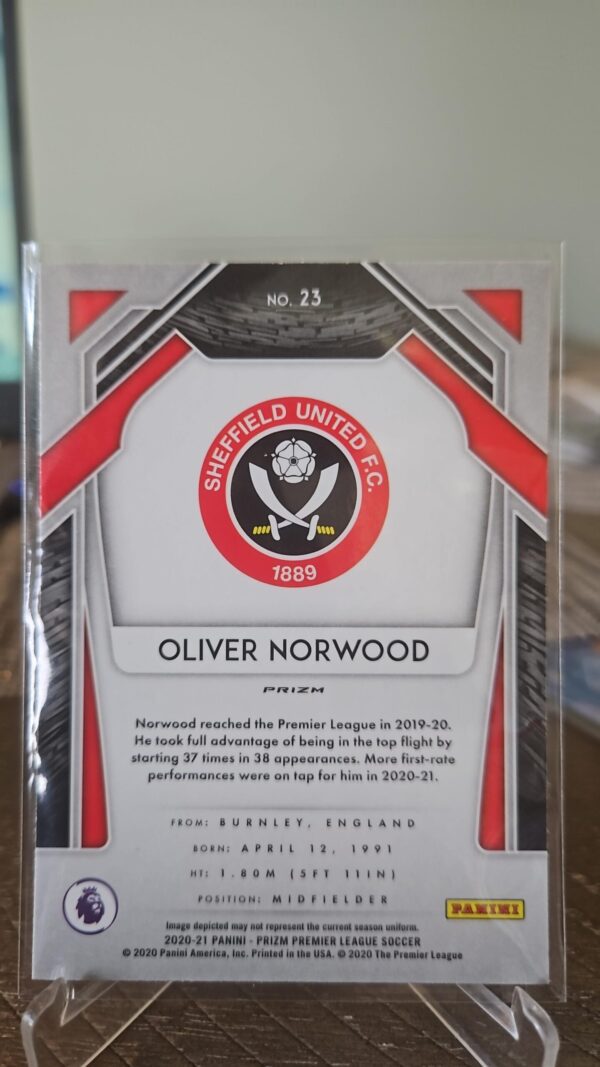 NO. 23
SHEFFIELD UNITED F.C.
1889
OLIVER NORWOOD
PRIZM
Norwood reached the Premier League in 2019-20.
He took full advantage of being in the top flight by
starting 37 times in 38 appearances. More first-rate
performances were on tap for him in 2020-21.
FROM: BURNLEY, ENGLAND
BORN: APRIL 12, 1991
HT: 1.80M (5FT 11IN)
POSITION: MIDFIELDER
PANINI
Image depicted may not represent the current season uniform.
2020-21 PANINI - PRIZM PREMIER LEAGUE SOCCER
© 2020 Panini America, Inc. Printed in the USA. © 2020 The Premier League